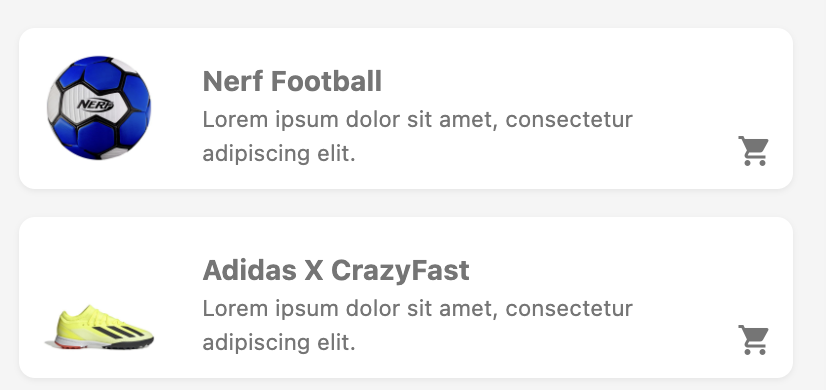 NERF
Nerf Football
Lorem ipsum dolor sit amet, consectetur
adipiscing elit.
Adidas X CrazyFast
Lorem ipsum dolor sit amet, consectetur
adipiscing elit.